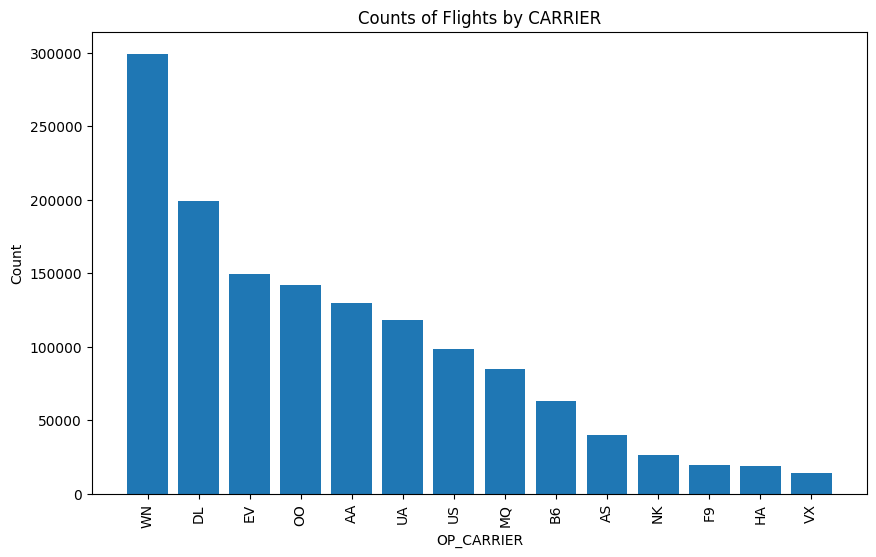 Counts of Flights by CARRIER
300000
250000
200000
150000
100000
50000
0
Count
WN DL EV OO AA UA US MQ B6 AS NK F9 HA VX
OP_CARRIER